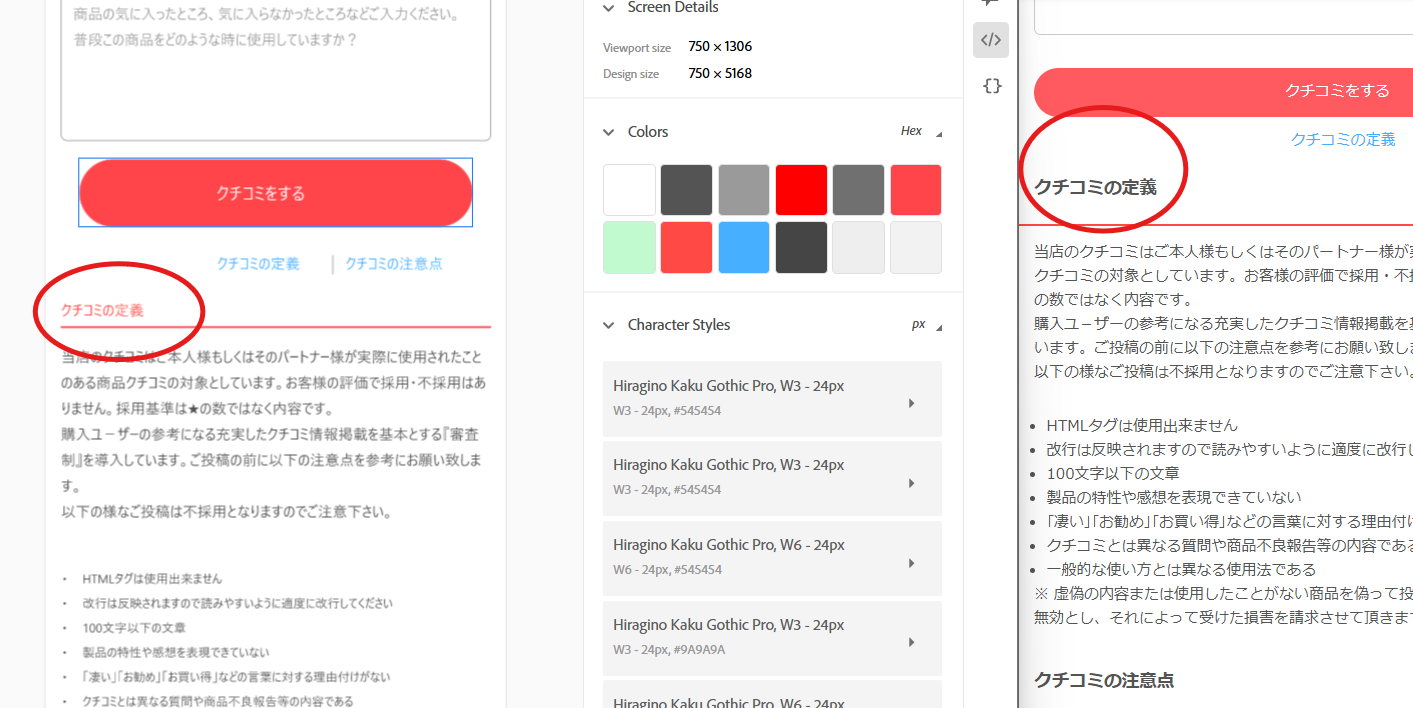 商品の気に入ったところ、気に入らなかったところなどご入力ください。
普段この商品をどのような時に使用していますか？
クチコミをする
クチコミの定義
クチコミの注意点
クチコミの定義
当店のクチコミはご本人様もしくはそのパートナー様が実際に使用されたこと
のある商品クチコミの対象としています。お客様の評価で採用・不採用はあ
りません。採用基準は★の数ではなく内容です。
購入ユーザーの参考になる充実したクチコミ情報掲載を基本とする『審査
制』を導入しています。ご投稿の前に以下の注意点を参考にお願い致しま
す。
以下の様なご投稿は不採用となりますのでご注意下さい。
・ HTMLタグは使用出来ません
・ 改行は反映されますので読みやすいように適度に改行してください
・ 100文字以下の文章
・ 製品の特性や感想を表現できていない
・ 「凄い」「お勧め」「お買い得」などの言葉に対する理由付けがない
・ クチコミとは異なる質問や商品不良報告等の内容である
Screen Details
Viewport size 750 × 1306
Design size 750 × 5168
Colors Hex
Character Styles px
Hiragino Kaku Gothic Pro, W3 - 24px
W3 - 24px, #545454
Hiragino Kaku Gothic Pro, W3 - 24px
W3 - 24px, #545454
Hiragino Kaku Gothic Pro, W6 - 24px
W6 - 24px, #545454
Hiragino Kaku Gothic Pro, W3 - 24px
W3 - 24px, #9A9A9A
Hiragino Kaku Gothic Pro, W6 - 24px
</> 
{}
クチコミをする
クチコミの定義
クチコミの定義
当店のクチコミはご本人様もしくはそのパートナー様が
クチコミの対象としています。お客様の評価で採用・不
の数ではなく内容です。
購入ユーザーの参考になる充実したクチコミ情報掲載を
います。ご投稿の前に以下の注意点を参考にお願い致し
以下の様なご投稿は不採用となりますのでご注意下さい。
• HTMLタグは使用出来ません
• 改行は反映されますので読みやすいように適度に改行し
• 100文字以下の文章
• 製品の特性や感想を表現できていない
• 「凄い」「お勧め」「お買い得」などの言葉に対する理由付け
• クチコミとは異なる質問や商品不良報告等の内容である
• 一般的な使い方とは異なる使用法である
※ 虚偽の内容または使用したことがない商品を偽って投
無効とし、それによって受けた損害を請求させて頂きま
クチコミの注意点